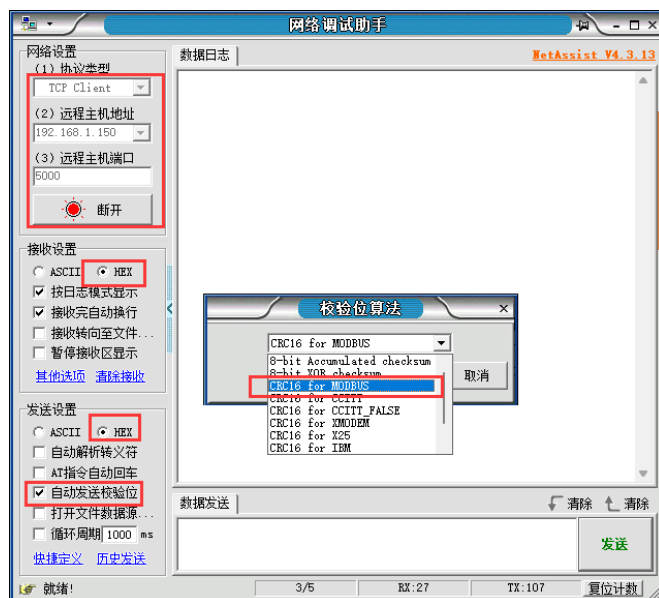 网络调试助手
网络设置
(1) 协议类型
TCP Client
(2) 远程主机地址
192.168.1.150
(3) 远程主机端口
5000
断开
接收设置
ASCII HEX
按日志模式显示
接收完自动换行
接收转向至文件...
暂停接收区显示
其他选项 清除接收
发送设置
ASCII HEX
自动解析转义符
AT指令自动回车
自动发送校验位
打开文件数据源...
循环周期 1000 ms
快捷定义 历史发送
数据日志
NetAssist V4.3.13
校验位算法
CRC16 for MODBUS
8-bit Accumulated checksum
8-bit XOR checksum
CRC16 for MODBUS
CRC16 for CCITT
CRC16 for CCITT_FALSE
CRC16 for XMODEM
CRC16 for X25
CRC16 for IBM
取消
数据发送
清除 清除
发送
就绪!
3/5
RX:27
TX:107
复位计数